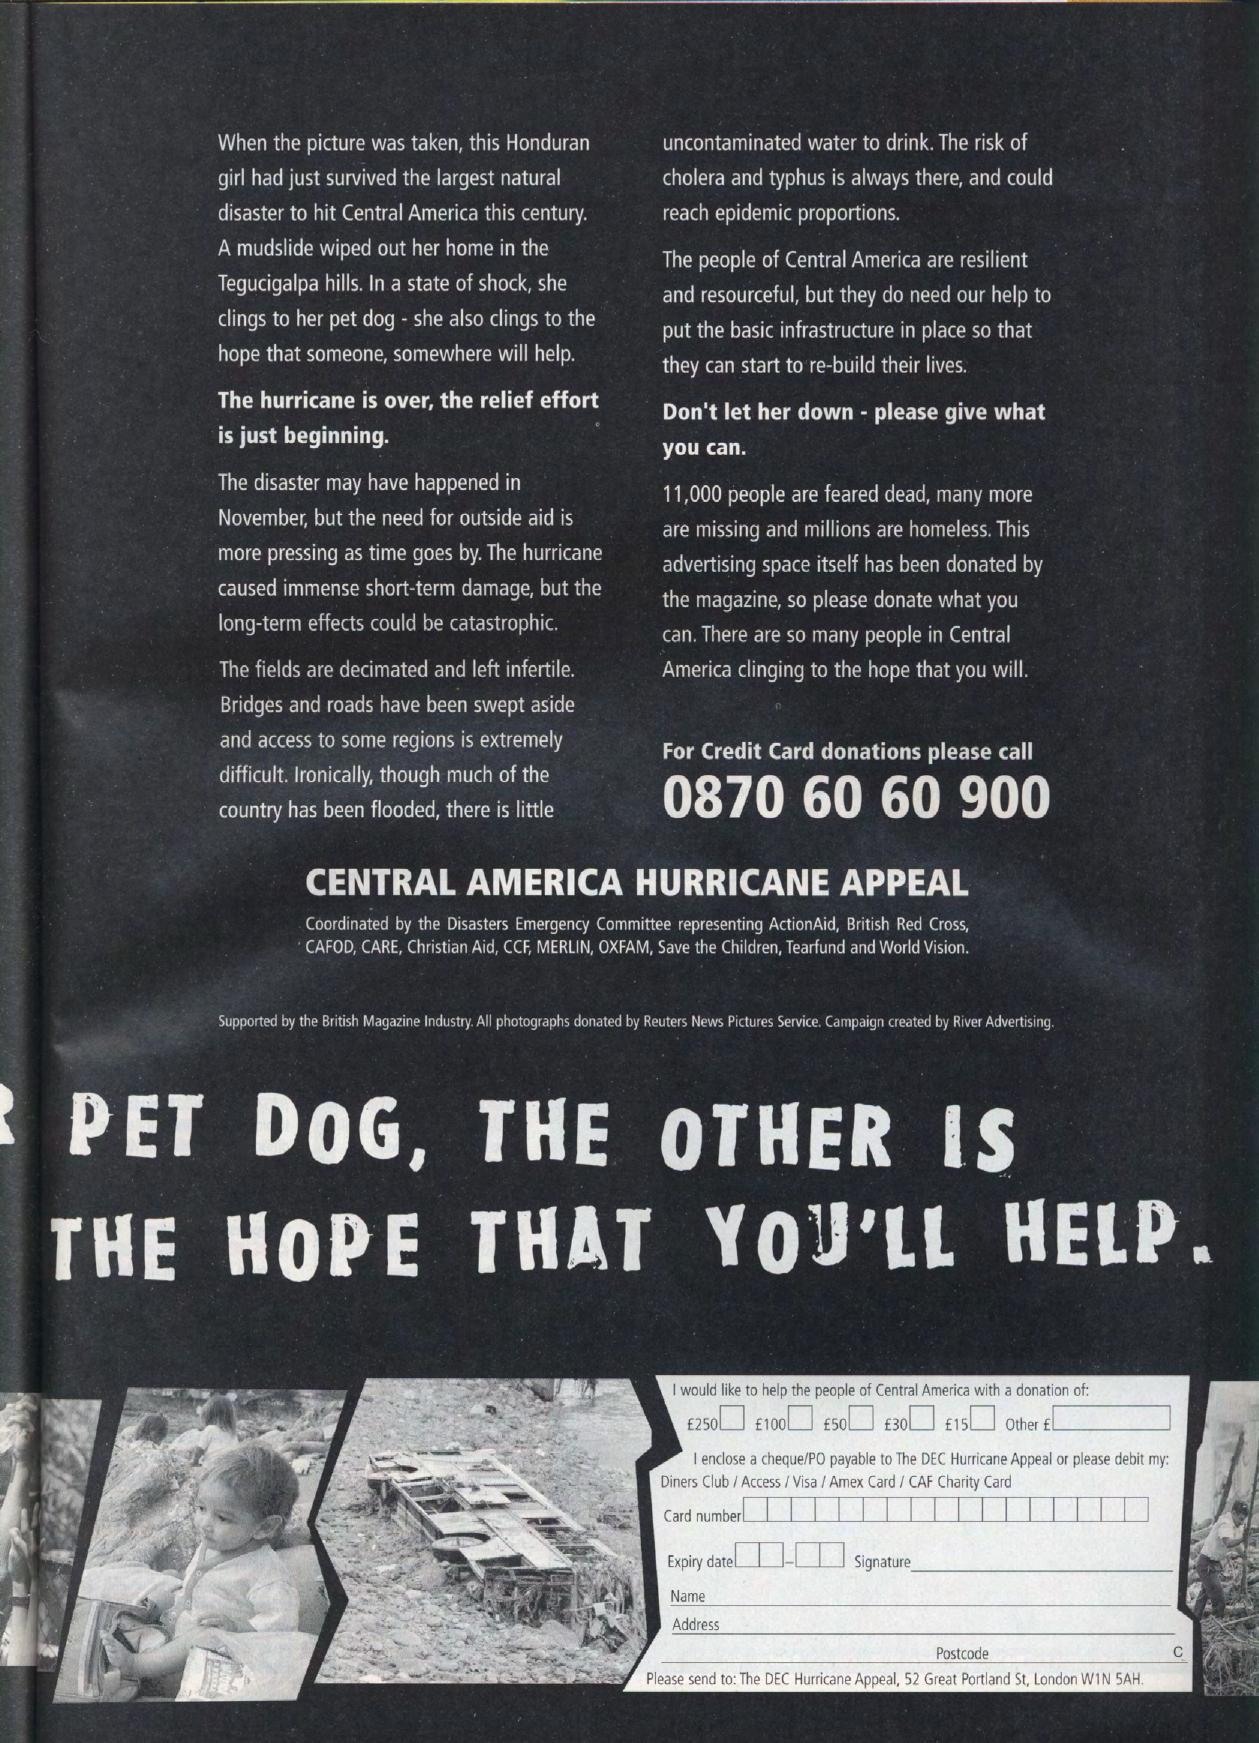 When the picture was taken, this Honduran
girl had just survived the largest natural
disaster to hit Central America this century.
A mudslide wiped out her home in the
Tegucigalpa hills. In a state of shock, she
clings to her pet dog - she also clings to the
hope that someone, somewhere will help.
The hurricane is over, the relief effort
is just beginning.
The disaster may have happened in
November, but the need for outside aid is
more pressing as time goes by. The hurricane
caused immense short-term damage, but the
long-term effects could be catastrophic.
The fields are decimated and left infertile.
Bridges and roads have been swept aside
and access to some regions is extremely
difficult. Ironically, though much of the
country has been flooded, there is little
uncontaminated water to drink. The risk of
cholera and typhus is always there, and could
reach epidemic proportions.
The people of Central America are resilient
and resourceful, but they do need our help to
put the basic infrastructure in place so that
they can start to re-build their lives.
Don't let her down - please give what
you can.
11,000 people are feared dead, many more
are missing and millions are homeless. This
advertising space itself has been donated by
the magazine, so please donate what you
can. There are so many people in Central
America clinging to the hope that you will.
For Credit Card donations please call
0870 60 60 900
CENTRAL AMERICA HURRICANE APPEAL
Coordinated by the Disasters Emergency Committee representing ActionAid, British Red Cross,
CAFOD, CARE, Christian Aid, CCF, MERLIN, OXFAM, Save the Children, Tearfund and World Vision.
Supported by the British Magazine Industry. All photographs donated by Reuters News Pictures Service. Campaign created by River Advertising.
R PET DOG, THE OTHER IS
THE HOPE THAT YOU'LL HELP.
I would like to help the people of Central America with a donation of:
£250 £100 £50 £30 £15 Other £
I enclose a cheque/PO payable to The DEC Hurricane Appeal or please debit my:
Diners Club / Access / Visa / Amex Card / CAF Charity Card
Card number
Expiry date – Signature
Name
Address
Postcode C
Please send to: The DEC Hurricane Appeal, 52 Great Portland St, London W1N 5AH.